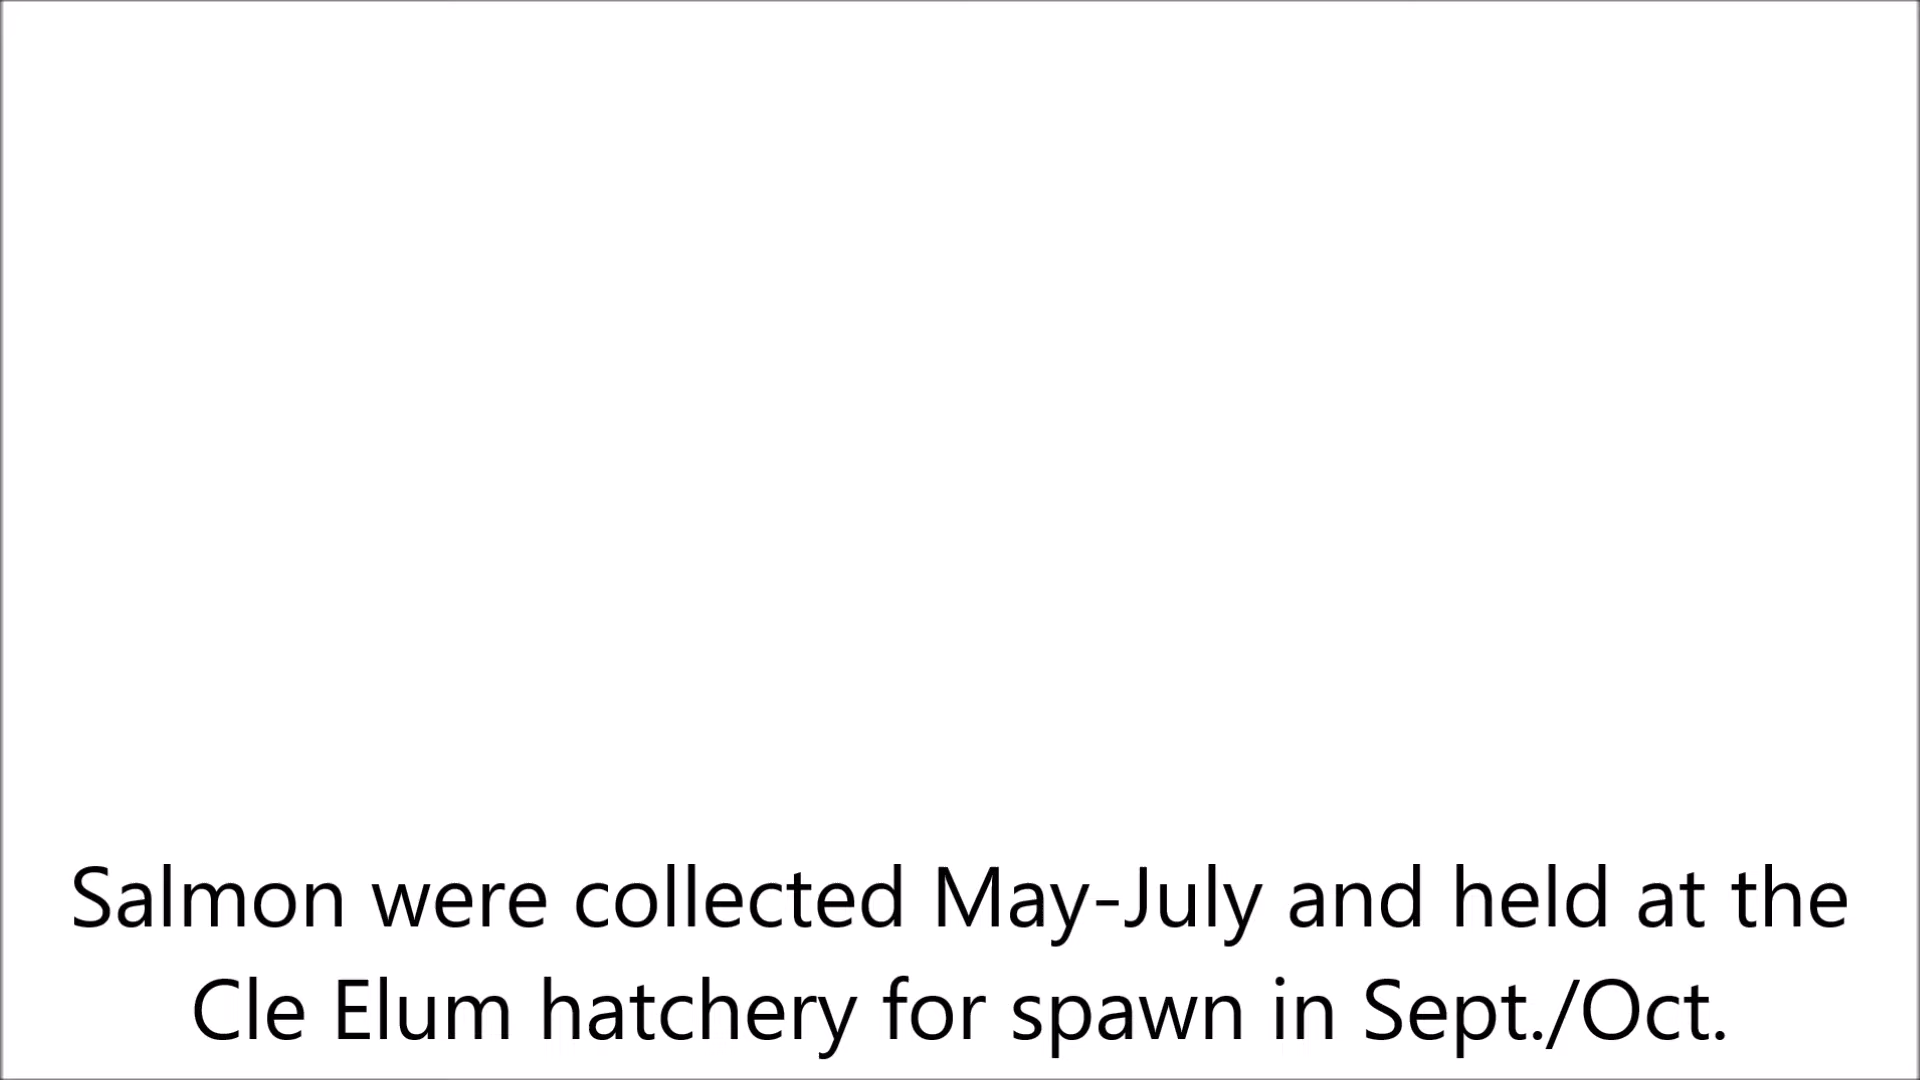 Salmon were collected May-July and held at the
Cle Elum hatchery for spawn in Sept./Oct.